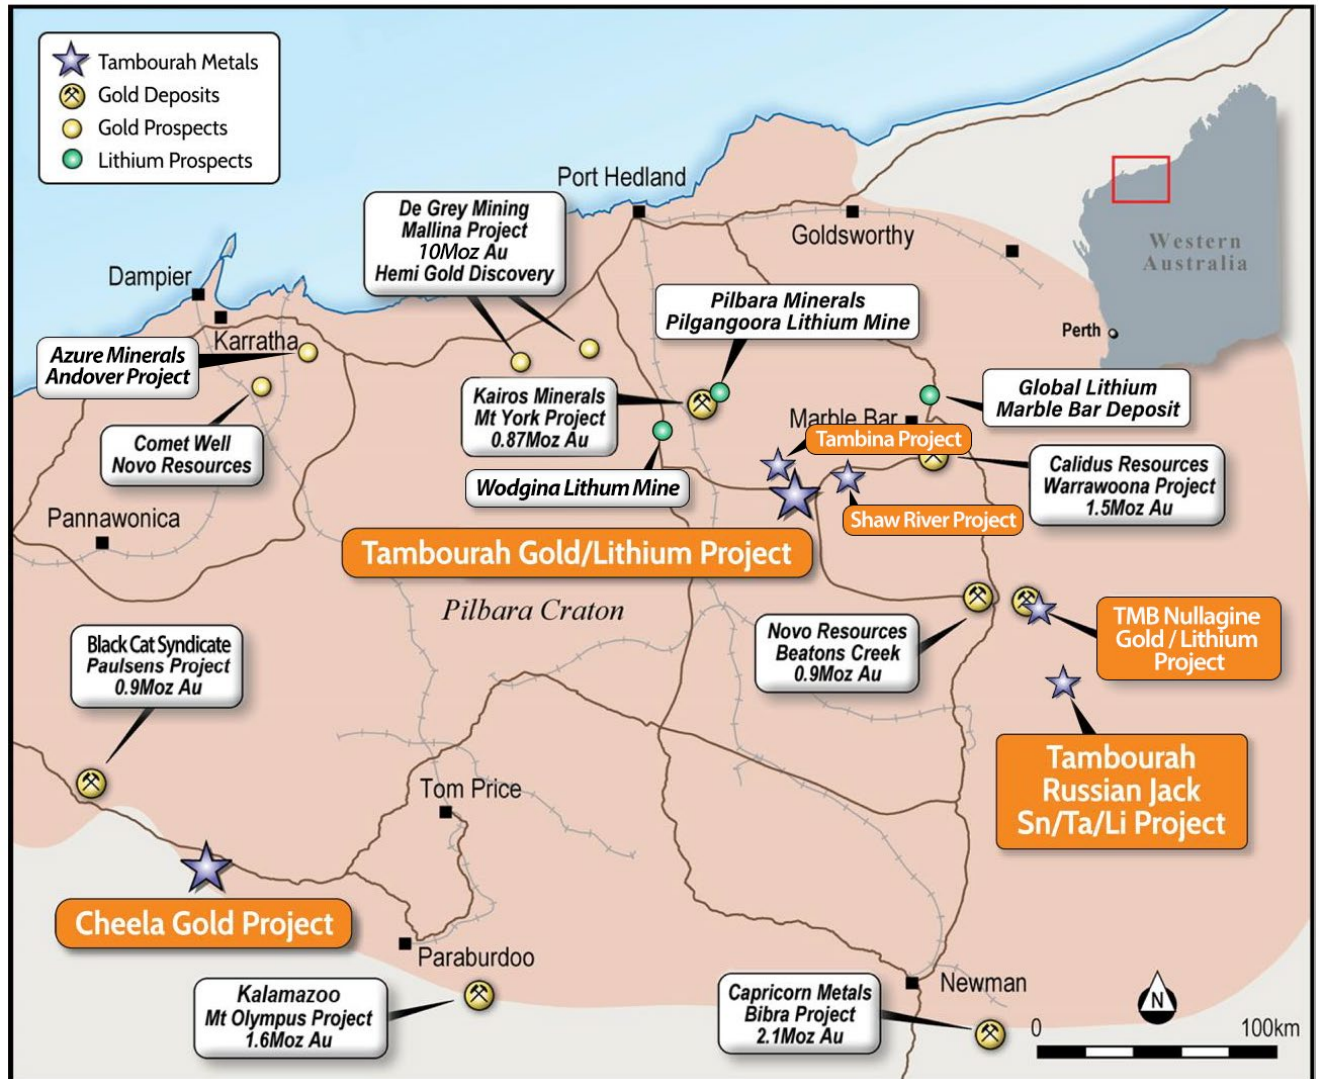 Tambourah Metals
Gold Deposits
Gold Prospects
Lithium Prospects
Port Hedland
De Grey Mining
Mallina Project
10Moz Au
Hemi Gold Discovery
Goldsworthy
Western
Australia
Perth
Dampier
Karratha
Azure Minerals
Andover Project
Pilbara Minerals
Pilgangoora Lithium Mine
Kairos Minerals
Mt York Project
0.87Moz Au
Global Lithium
Marble Bar Deposit
Marble Bar
Tambina Project
Comet Well
Novo Resources
Wodgina Lithum Mine
Calidus Resources
Warrawoona Project
1.5Moz Au
Shaw River Project
Pannawonica
Tambourah Gold/Lithium Project
Pilbara Craton
TMB Nullagine
Gold / Lithium
Project
Novo Resources
Beatons Creek
0.9Moz Au
Black Cat Syndicate
Paulsens Project
0.9Moz Au
Tambourah
Russian Jack
Sn/Ta/Li Project
Tom Price
Cheela Gold Project
Paraburdoo
Kalamazoo
Mt Olympus Project
1.6Moz Au
Capricorn Metals
Bibra Project
2.1Moz Au
Newman
N
0 100km